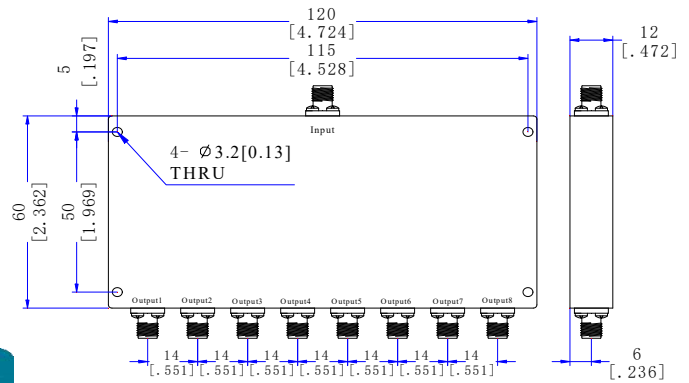 120
[4.724]
115
[4.528]
12
[.472]
5
[.197]
Input
4- Ø3.2[0.13]
THRU
60
[2.362]
50
[1.969]
Output1 Output2 Output3 Output4 Output5 Output6 Output7 Output8
14 14 14 14 14 14 14
[.551] [.551] [.551] [.551] [.551] [.551] [.551]
6
[.236]